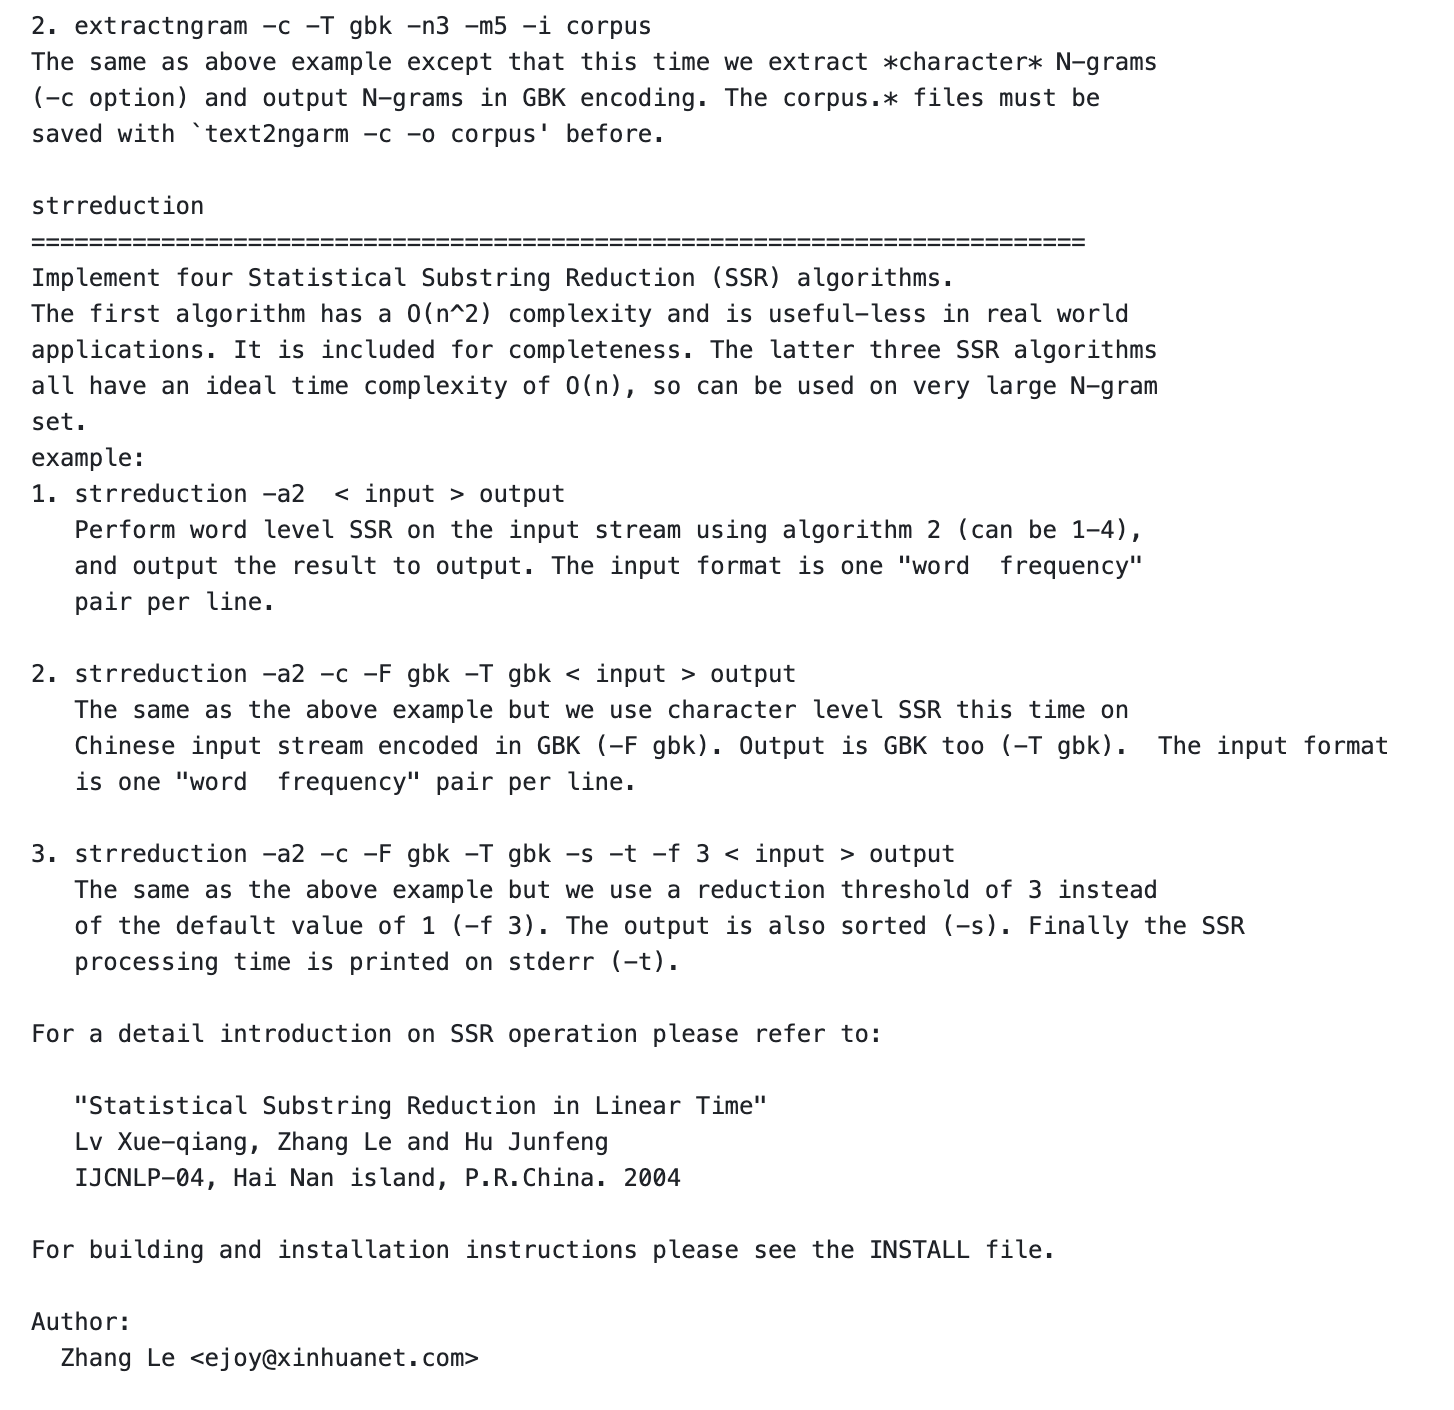 2. extractngram -c -T gbk -n3 -m5 -i corpus
The same as above example except that this time we extract *character* N-grams
(-c option) and output N-grams in GBK encoding. The corpus.* files must be
saved with `text2ngarm -c -o corpus' before.

strreduction
=========================================================================
Implement four Statistical Substring Reduction (SSR) algorithms.
The first algorithm has a O(n^2) complexity and is useful-less in real world
applications. It is included for completeness. The latter three SSR algorithms
all have an ideal time complexity of O(n), so can be used on very large N-gram
set.
example:
1. strreduction -a2  < input > output
   Perform word level SSR on the input stream using algorithm 2 (can be 1-4),
   and output the result to output. The input format is one "word  frequency"
   pair per line.

2. strreduction -a2 -c -F gbk -T gbk < input > output
   The same as the above example but we use character level SSR this time on
   Chinese input stream encoded in GBK (-F gbk). Output is GBK too (-T gbk).  The input format
   is one "word  frequency" pair per line.

3. strreduction -a2 -c -F gbk -T gbk -s -t -f 3 < input > output
   The same as the above example but we use a reduction threshold of 3 instead
   of the default value of 1 (-f 3). The output is also sorted (-s). Finally the SSR
   processing time is printed on stderr (-t).

For a detail introduction on SSR operation please refer to:

   "Statistical Substring Reduction in Linear Time"
   Lv Xue-qiang, Zhang Le and Hu Junfeng
   IJCNLP-04, Hai Nan island, P.R.China. 2004

For building and installation instructions please see the INSTALL file.

Author:
  Zhang Le <ejoy@xinhuanet.com>